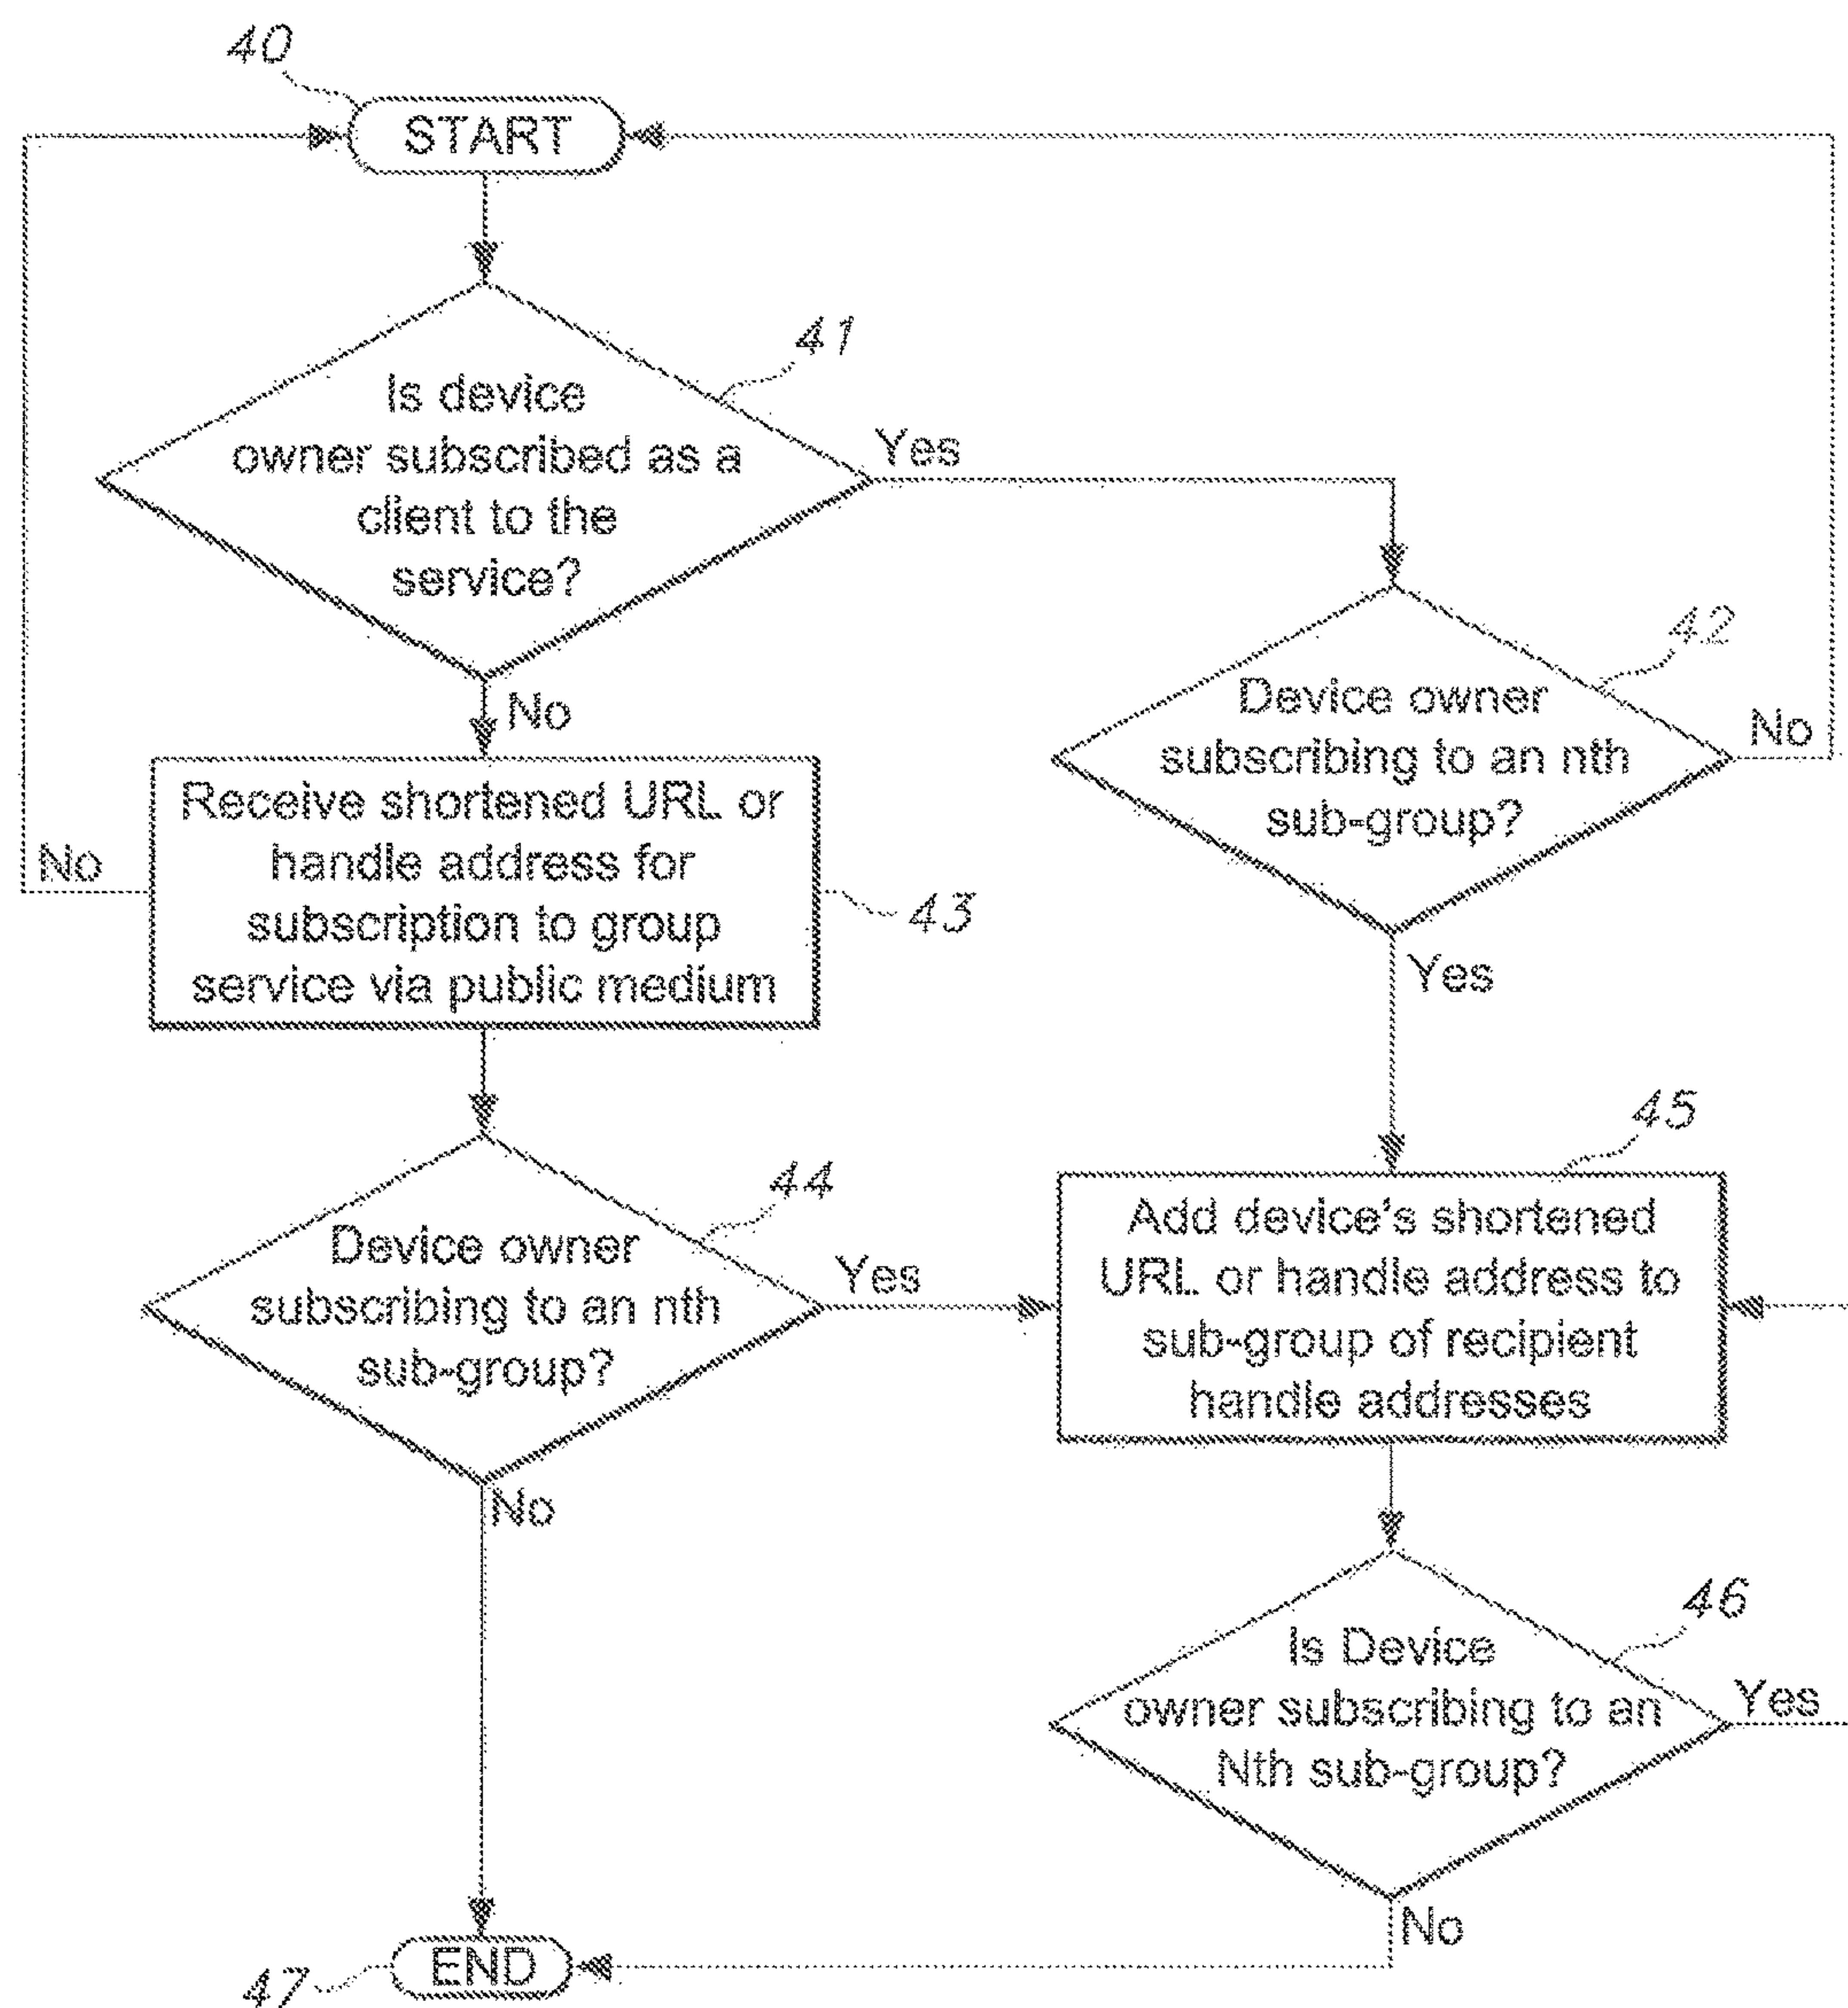 40
START
41
Is device
owner subscribed as a
client to the
service?
Yes
No
42
Device owner
subscribing to an nth
sub-group?
No
Yes
Receive shortened URL or
handle address for
subscription to group
service via public medium
No
43
44
Device owner
subscribing to an nth
sub-group?
Yes
No
45
Add device's shortened
URL or handle address to
sub-group of recipient
handle addresses
46
Is Device
owner subscribing to an
Nth sub-group?
Yes
No
END
47